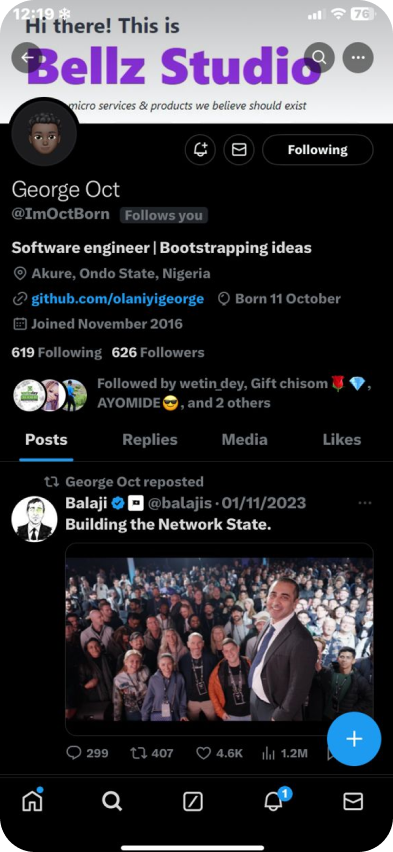 12:19
76
Hi there! This is
Bellz Studio
micro services & products we believe should exist
Following
George Oct
@ImOctBorn Follows you
Software engineer | Bootstrapping ideas
Akure, Ondo State, Nigeria
github.com/olaniyigeorge Born 11 October
Joined November 2016
619 Following 626 Followers
Followed by wetin_dey, Gift chisom🌹💎,
AYOMIDE😎, and 2 others
Posts Replies Media Likes
George Oct reposted
Balaji @balajis · 01/11/2023
Building the Network State.
299 407 4.6K 1.2M
1